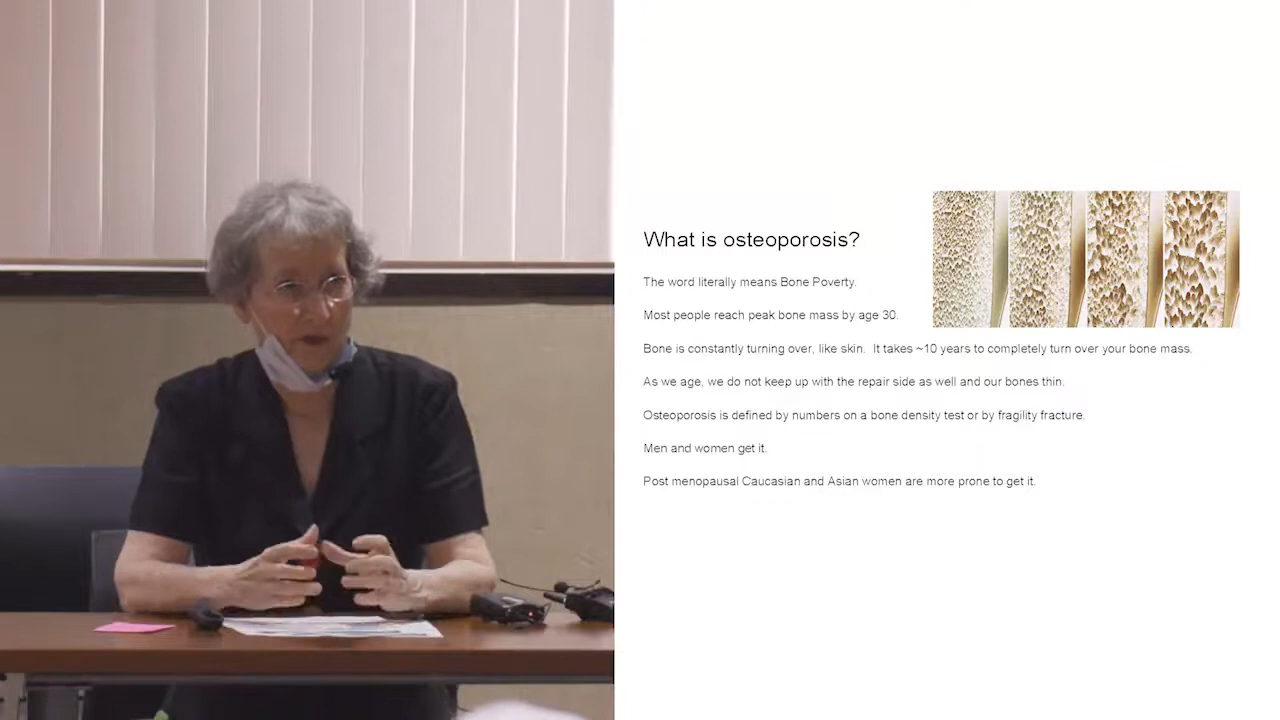 What is osteoporosis?
The word literally means Bone Poverty.
Most people reach peak bone mass by age 30.
Bone is constantly turning over, like skin.  It takes ~10 years to completely turn over your bone mass.
As we age, we do not keep up with the repair side as well and our bones thin.
Osteoporosis is defined by numbers on a bone density test or by fragility fracture.
Men and women get it.
Post menopausal Caucasian and Asian women are more prone to get it.